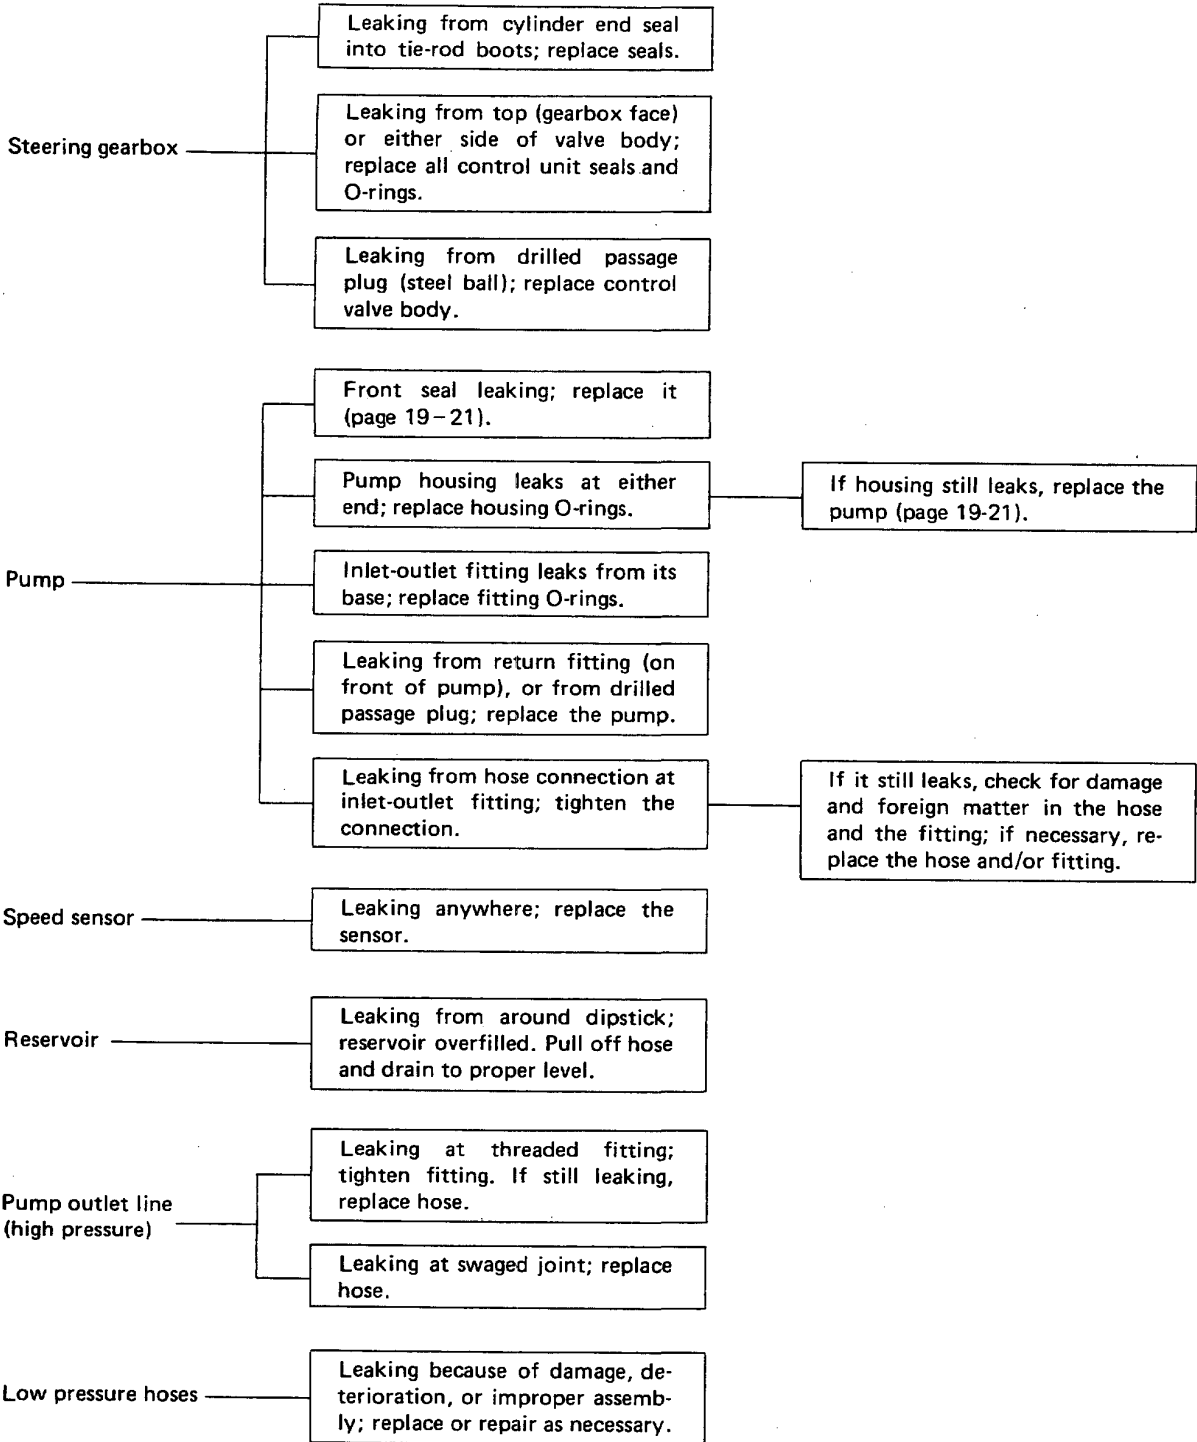 Leaking from cylinder end seal
into tie-rod boots; replace seals.
Steering gearbox
Leaking from top (gearbox face)
or either side of valve body;
replace all control unit seals and
O-rings.
Leaking from drilled passage
plug (steel ball); replace control
valve body.
Pump
Front seal leaking; replace it
(page 19-21).
Pump housing leaks at either
end; replace housing O-rings.
If housing still leaks, replace the
pump (page 19-21).
Inlet-outlet fitting leaks from its
base; replace fitting O-rings.
Leaking from return fitting (on
front of pump), or from drilled
passage plug; replace the pump.
Leaking from hose connection at
inlet-outlet fitting; tighten the
connection.
If it still leaks, check for damage
and foreign matter in the hose
and the fitting; if necessary, re-
place the hose and/or fitting.
Speed sensor
Leaking anywhere; replace the
sensor.
Reservoir
Leaking from around dipstick;
reservoir overfilled. Pull off hose
and drain to proper level.
Pump outlet line
(high pressure)
Leaking at threaded fitting;
tighten fitting. If still leaking,
replace hose.
Leaking at swaged joint; replace
hose.
Low pressure hoses
Leaking because of damage, de-
terioration, or improper assemb-
ly; replace or repair as necessary.